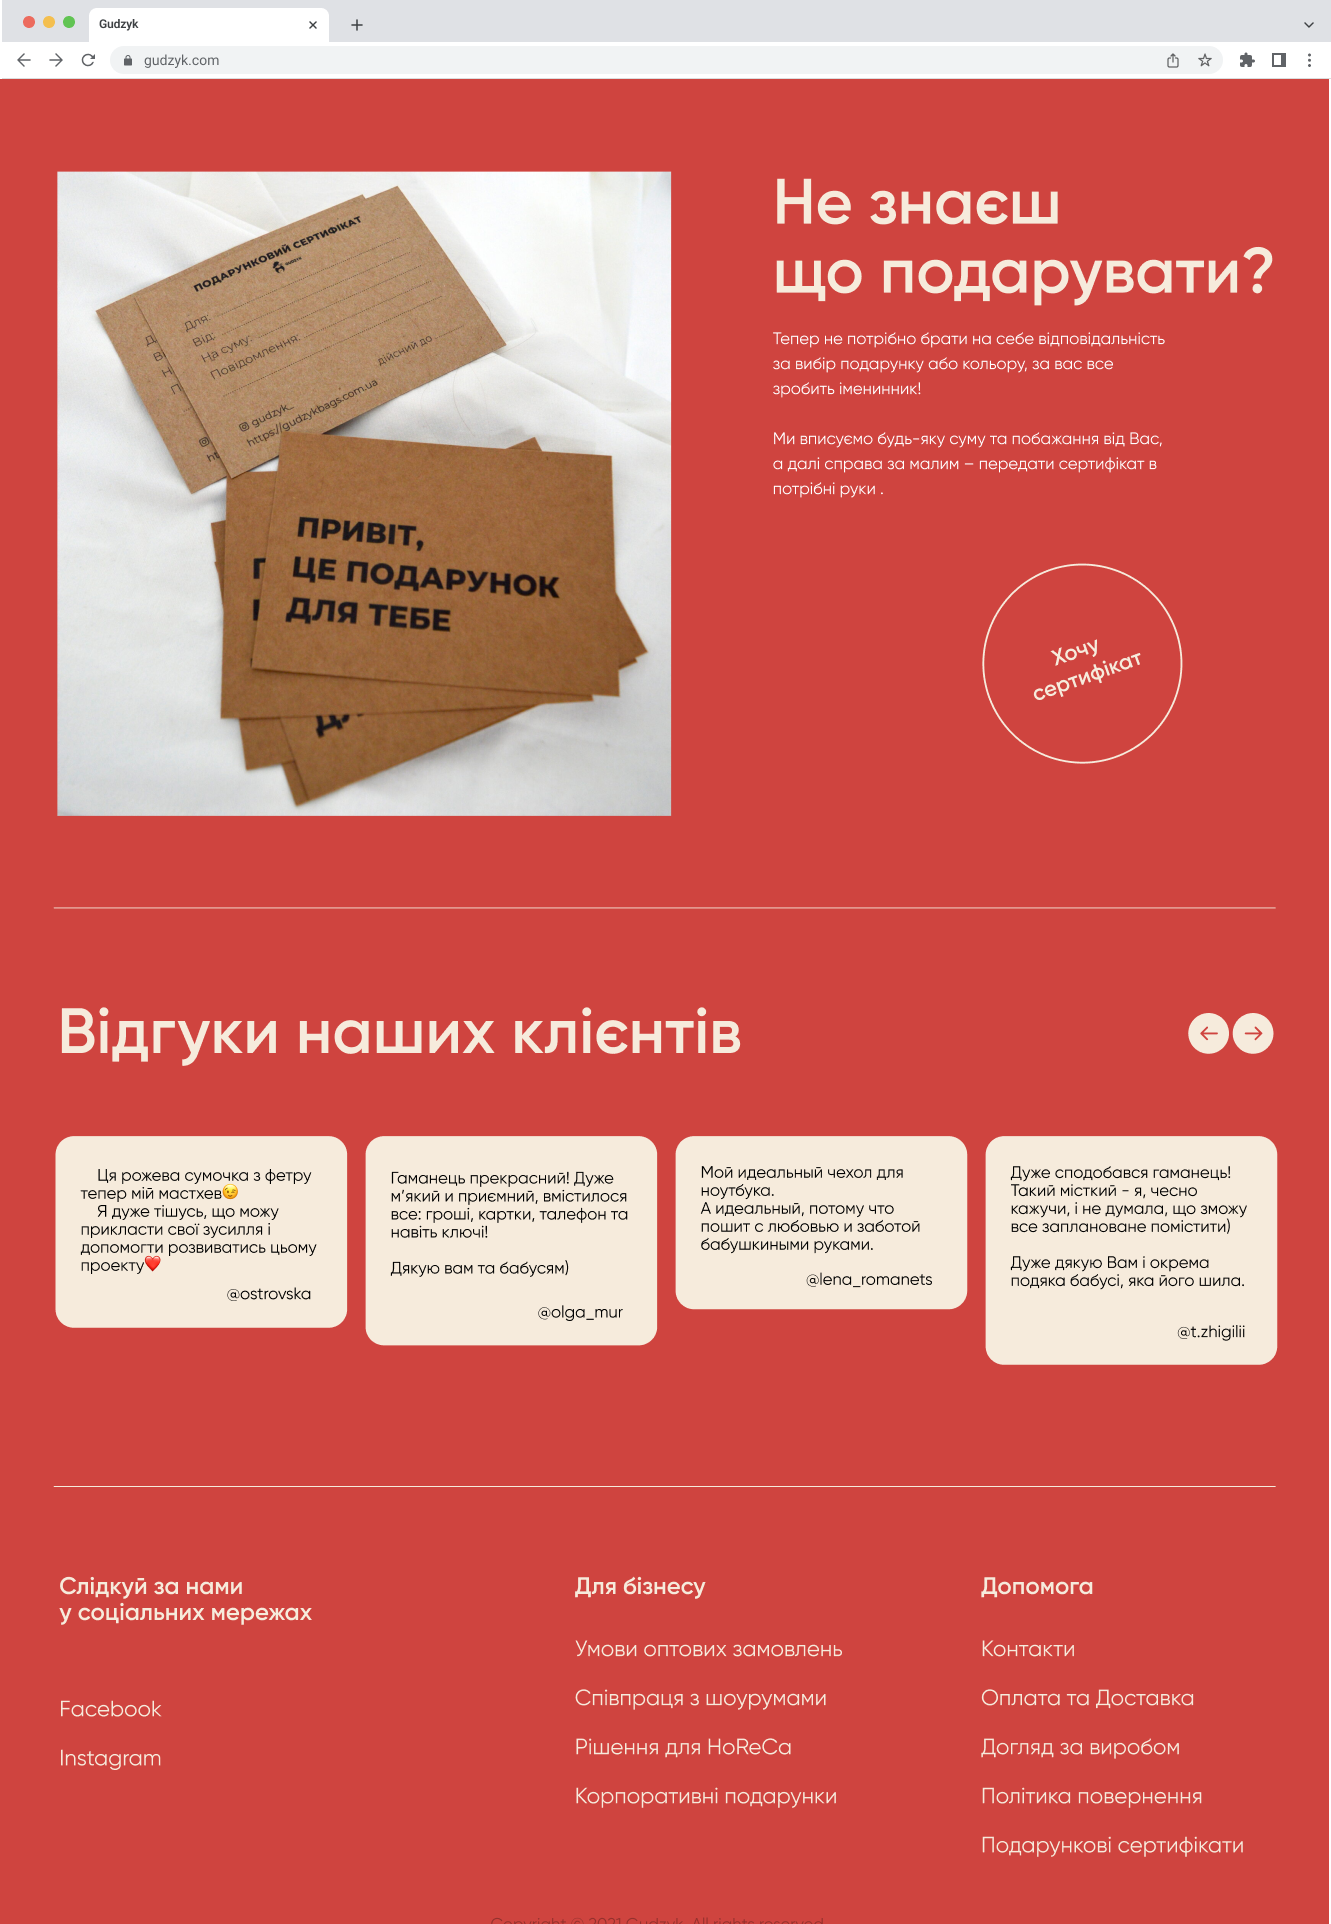 Gudzyk
gudzyk.com
ПОДАРУНКОВИЙ СЕРТИФІКАТ
Для:
Від:
На суму:
Повідомлення:
дійсний до
gudzyk_
https://gudzykbags.com.ua
ПРИВІТ,
ЦЕ ПОДАРУНОК
ДЛЯ ТЕБЕ
Не знаєш
що подарувати?
Тепер не потрібно брати на себе відповідальність
за вибір подарунку або кольору, за вас все
зробить іменинник!
Ми вписуємо будь-яку суму та побажання від Вас,
а далі справа за малим – передати сертифікат в
потрібні руки .
Хочу
сертифікат
Відгуки наших клієнтів
Ця рожева сумочка з фетру
тепер мій мастхев😉
Я дуже тішусь, що можу
прикласти свої зусилля і
допомогти розвиватись цьому
проекту❤️
@ostrovska
Гаманець прекрасний! Дуже
м'який и приємний, вмістилося
все: гроші, картки, талефон та
навіть ключі!
Дякую вам та бабусям)
@olga_mur
Мой идеальный чехол для
ноутбука.
А идеальный, потому что
пошит с любовью и заботой
бабушкиными руками.
@lena_romanets
Дуже сподобався гаманець!
Такий місткий - я, чесно
кажучи, і не думала, що зможу
все заплановане помістити)
Дуже дякую Вам і окрема
подяка бабусі, яка його шила.
@t.zhigilii
Слідкуй за нами
у соціальних мережах
Facebook
Instagram
Для бізнесу
Умови оптових замовлень
Співпраця з шоурумами
Рішення для HoReCa
Корпоративні подарунки
Допомога
Контакти
Оплата та Доставка
Догляд за виробом
Політика повернення
Подарункові сертифікати
Copyright © 2021 Gudzyk. All rights reserved